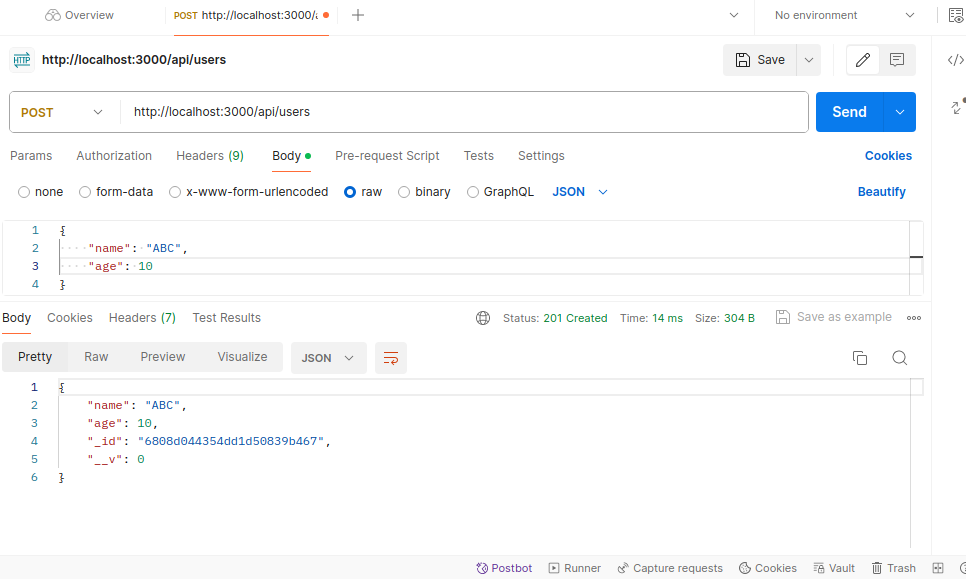 Overview
POST http://localhost:3000/a
No environment
HTTP http://localhost:3000/api/users
Save
POST http://localhost:3000/api/users
Send
Params Authorization Headers (9) Body Pre-request Script Tests Settings Cookies
none form-data x-www-form-urlencoded raw binary GraphQL JSON Beautify
1 {
2 "name": "ABC",
3 "age": 10
4 }
Body Cookies Headers (7) Test Results Status: 201 Created Time: 14 ms Size: 304 B Save as example
Pretty Raw Preview Visualize JSON
1 {
2 "name": "ABC",
3 "age": 10,
4 "_id": "6808d044354dd1d50839b467",
5 "__v": 0
6 }
Postbot Runner Capture requests Cookies Vault Trash